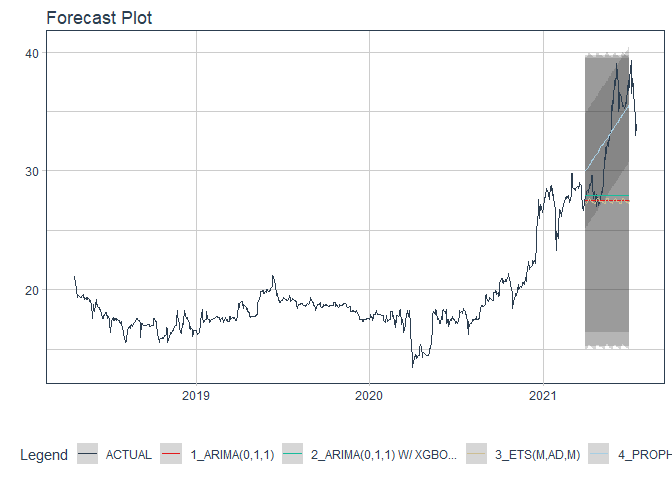 Forecast Plot
40
30
20
2019 2020 2021
Legend ACTUAL 1_ARIMA(0,1,1) 2_ARIMA(0,1,1) W/ XGBO... 3_ETS(M,AD,M) 4_PROPH